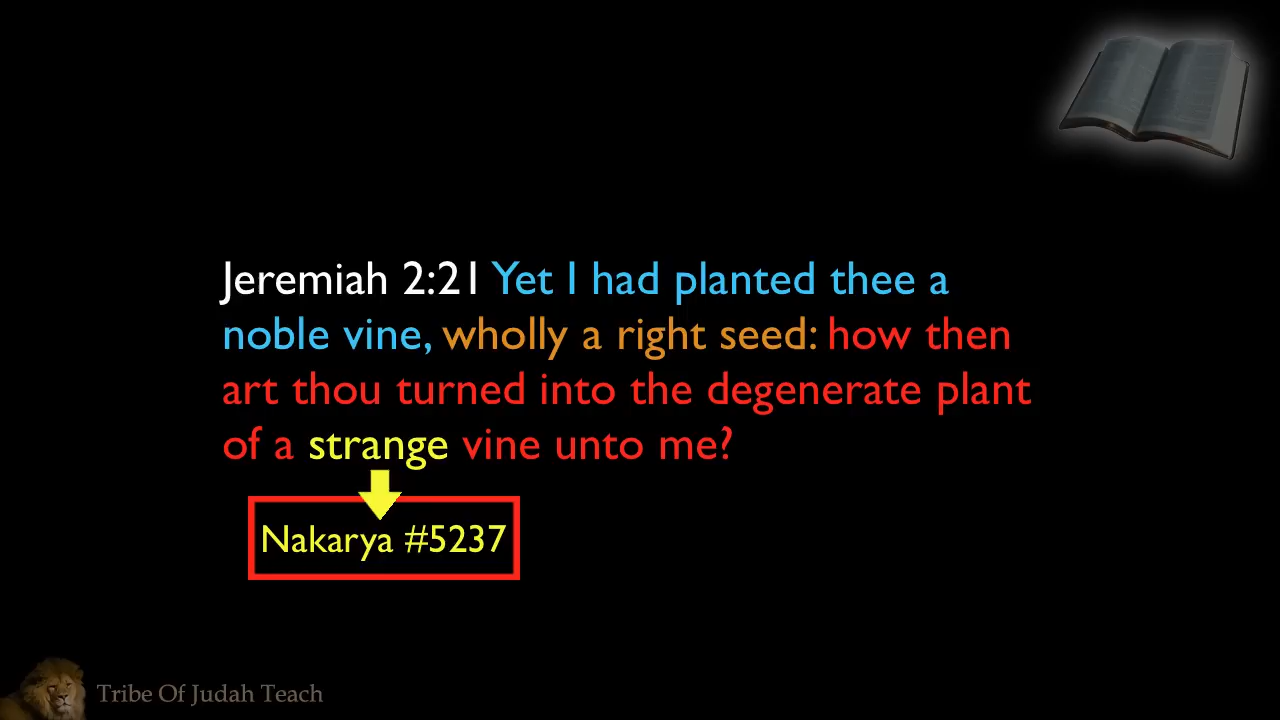 Jeremiah 2:21 Yet I had planted thee a
noble vine, wholly a right seed: how then
art thou turned into the degenerate plant
of a strange vine unto me?
Nakarya #5237
Tribe Of Judah Teach